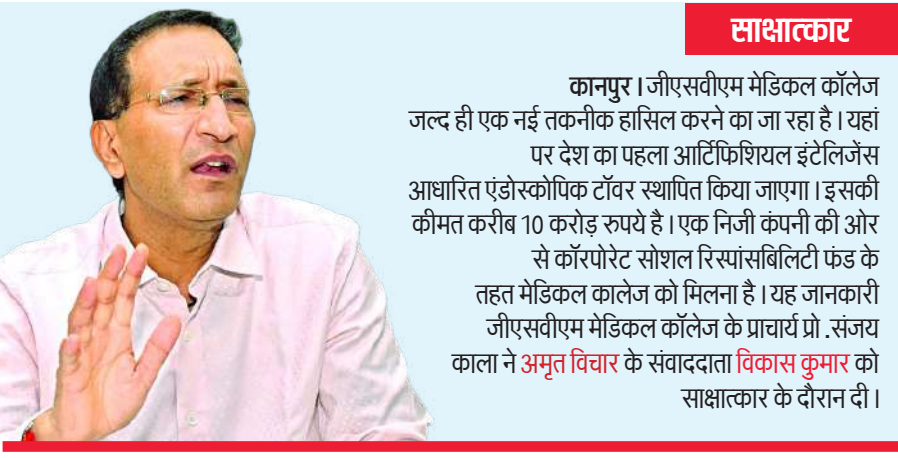 साक्षात्कार
कानपुर। जीएसवीएम मेडिकल कॉलेज
जल्द ही एक नई तकनीक हासिल करने का जा रहा है। यहां
पर देश का पहला आर्टिफिशियल इंटेलिजेंस
आधारित एंडोस्कोपिक टॉवर स्थापित किया जाएगा। इसकी
कीमत करीब 10 करोड़ रुपये है। एक निजी कंपनी की ओर
से कॉरपोरेट सोशल रिस्पांसबिलिटी फंड के
तहत मेडिकल कालेज को मिलना है। यह जानकारी
जीएसवीएम मेडिकल कॉलेज के प्राचार्य प्रो .संजय
काला ने अमृत विचार के संवाददाता विकास कुमार को
साक्षात्कार के दौरान दी।